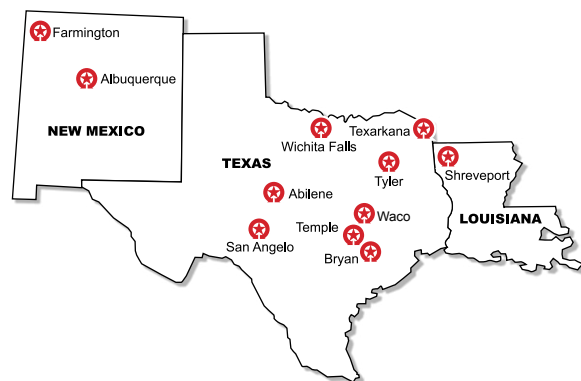 Farmington
Albuquerque
NEW MEXICO
Wichita Falls
Texarkana
TEXAS
Tyler
Shreveport
Abilene
Waco
LOUISIANA
San Angelo
Temple
Bryan